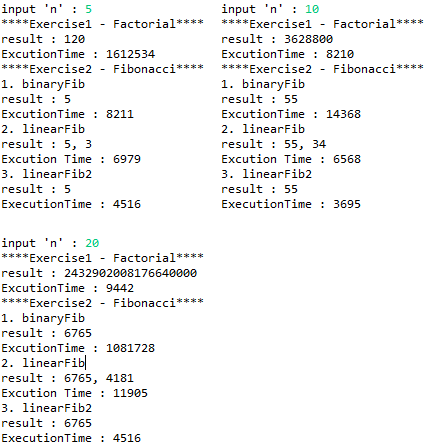 input 'n' : 5
****Exercise1 - Factorial****
result : 120
ExcutionTime : 1612534
****Exercise2 - Fibonacci****
1. binaryFib
result : 5
ExcutionTime : 8211
2. linearFib
result : 5, 3
Excution Time : 6979
3. linearFib2
result : 5
ExecutionTime : 4516
input 'n' : 10
****Exercise1 - Factorial****
result : 3628800
ExcutionTime : 8210
****Exercise2 - Fibonacci****
1. binaryFib
result : 55
ExcutionTime : 14368
2. linearFib
result : 55, 34
Excution Time : 6568
3. linearFib2
result : 55
ExecutionTime : 3695
input 'n' : 20
****Exercise1 - Factorial****
result : 2432902008176640000
ExcutionTime : 9442
****Exercise2 - Fibonacci****
1. binaryFib
result : 6765
ExcutionTime : 1081728
2. linearFib
result : 6765, 4181
Excution Time : 11905
3. linearFib2
result : 6765
ExecutionTime : 4516